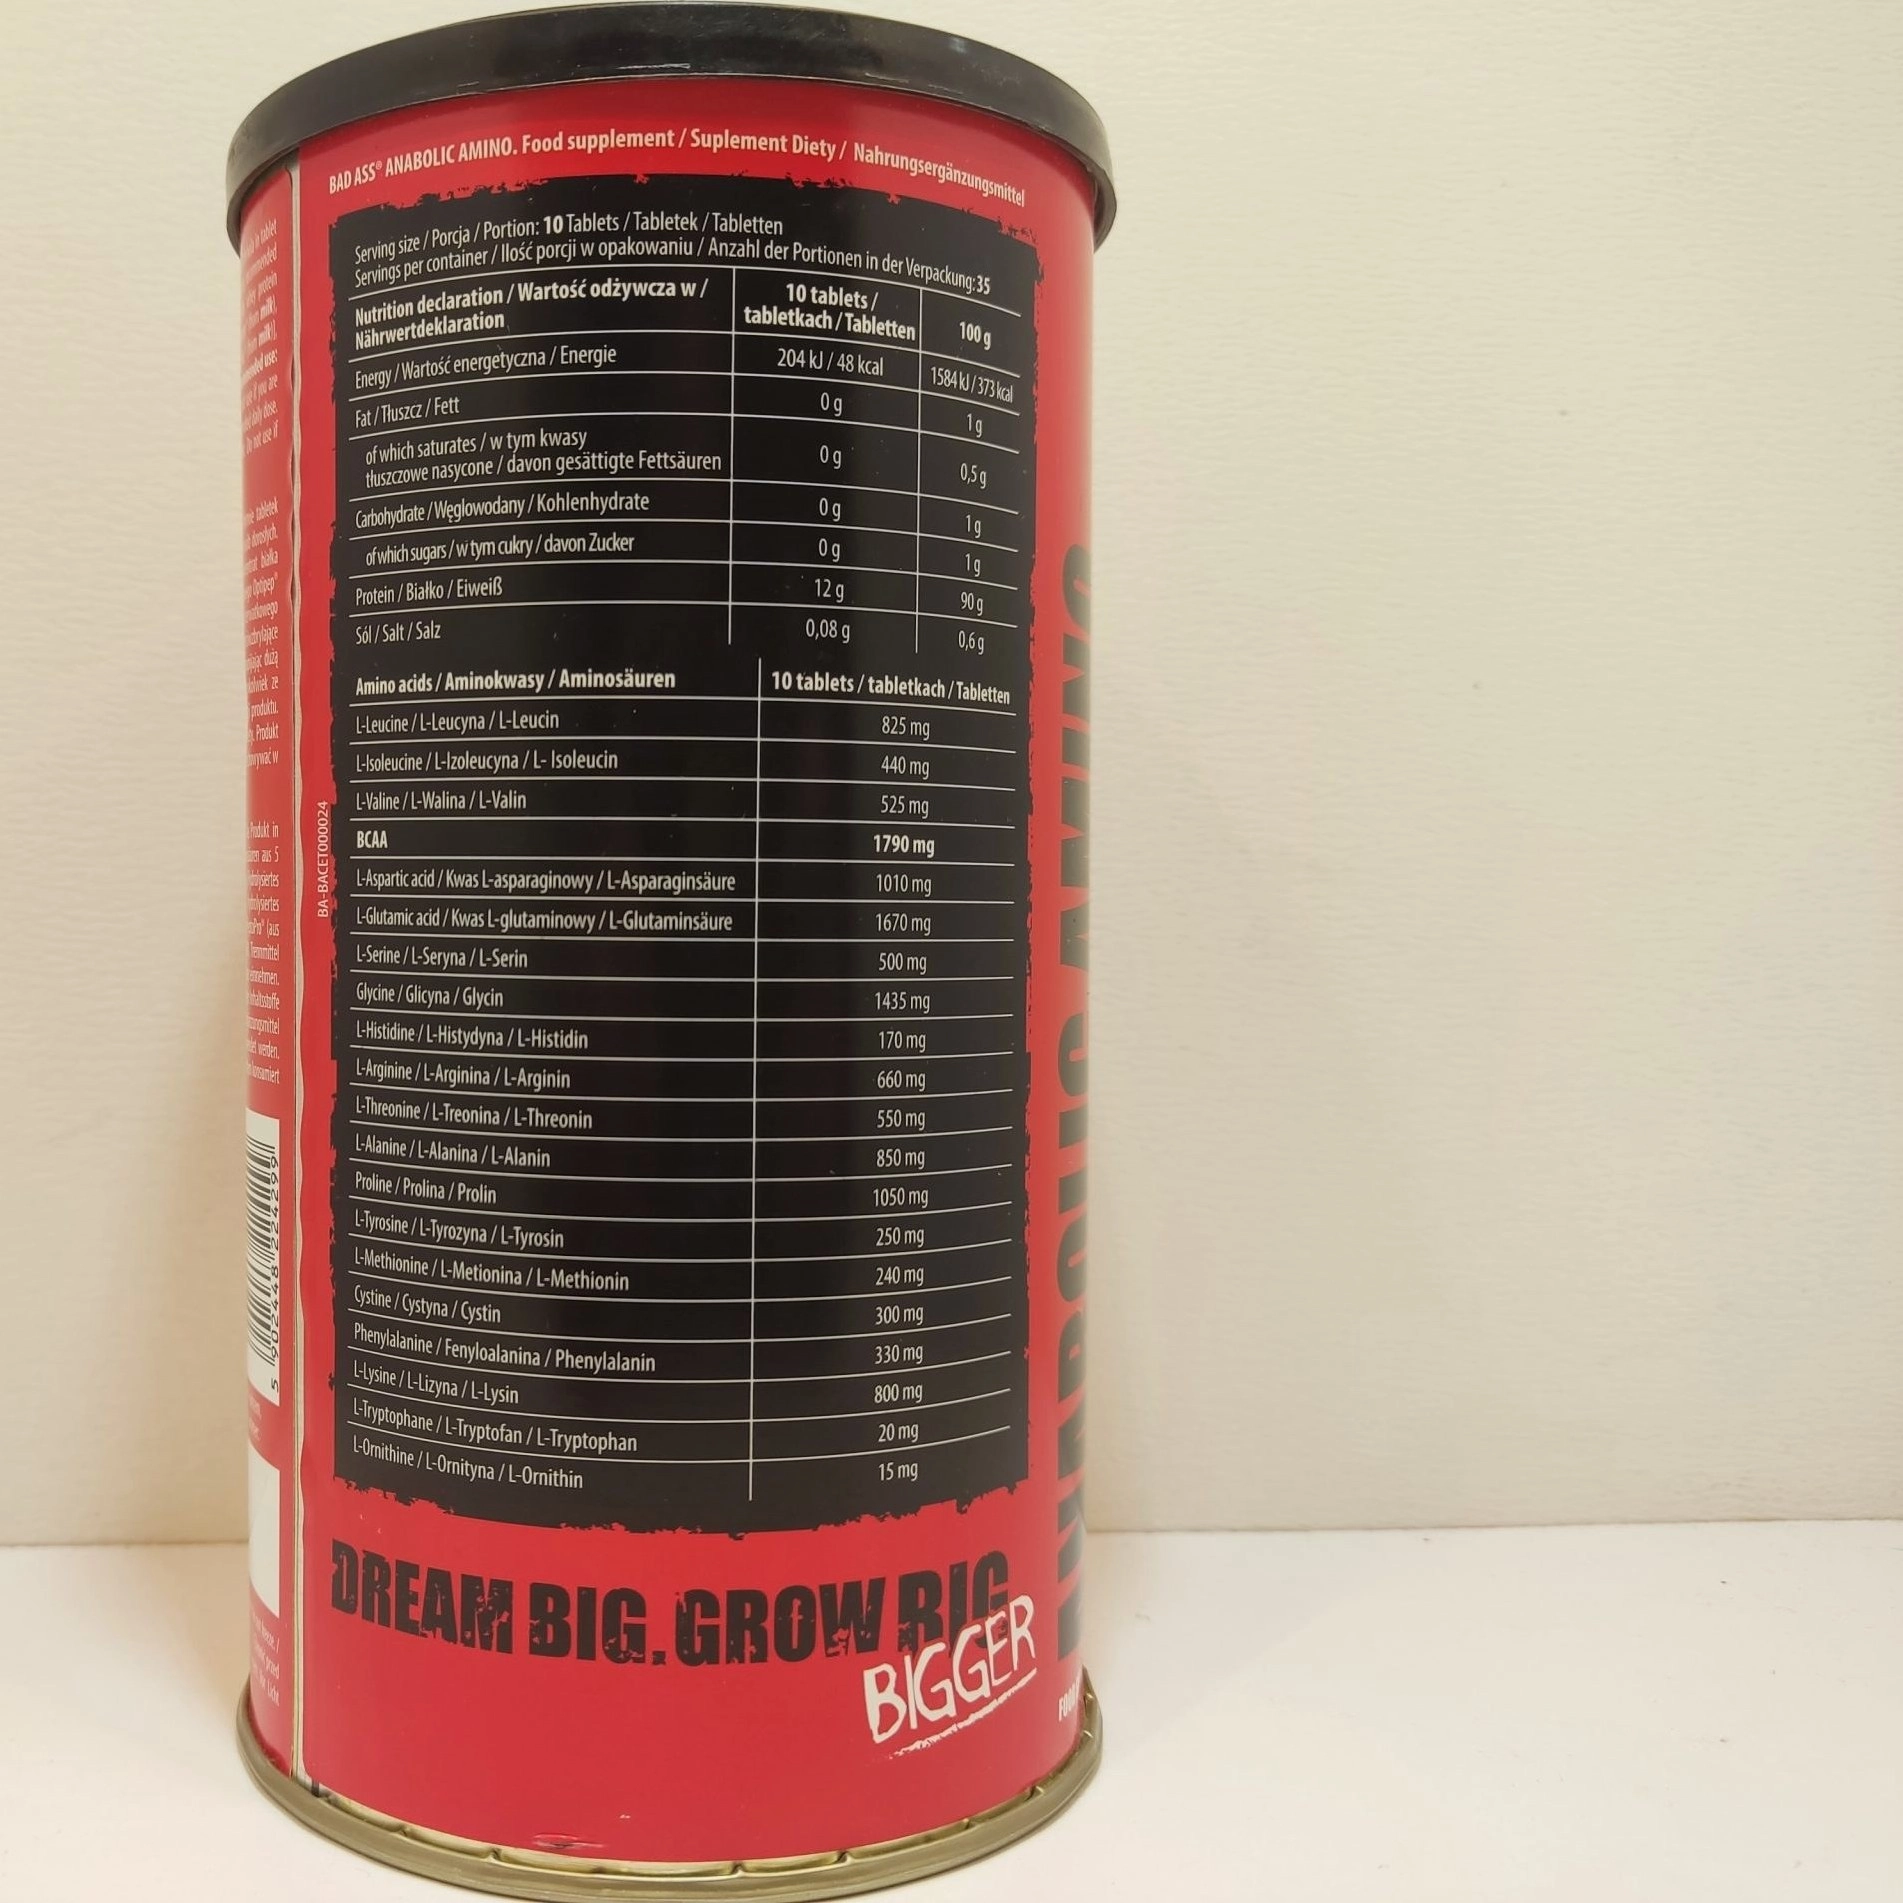 BAD ASS® ANABOLIC AMINO. Food supplement / Suplement Diety / Nahrungsergänzungsmittel
Serving size / Porcja / Portion: 10 Tablets / Tabletek / Tabletten
Servings per container / Ilość porcji w opakowaniu / Anzahl der Portionen in der Verpackung: 35
Nutrition declaration / Wartość odżywcza w /
Nährwertdeklaration
10 tablets /
tabletkach / Tabletten
100 g
Energy / Wartość energetyczna / Energie 204 kJ / 48 kcal 1584 kJ / 373 kcal
Fat / Tłuszcz / Fett 0 g 1 g
of which saturates / w tym kwasy
tłuszczowe nasycone / davon gesättigte Fettsäuren 0 g 0,5 g
Carbohydrate / Węglowodany / Kohlenhydrate 0 g 1 g
of which sugars / w tym cukry / davon Zucker 0 g 1 g
Protein / Białko / Eiweiß 12 g 90 g
Sól / Salt / Salz 0,08 g 0,6 g
Amino acids / Aminokwasy / Aminosäuren 10 tablets / tabletkach / Tabletten
L-Leucine / L-Leucyna / L-Leucin 825 mg
L-Isoleucine / L-Izoleucyna / L- Isoleucin 440 mg
L-Valine / L-Walina / L-Valin 525 mg
BCAA 1790 mg
L-Aspartic acid / Kwas L-asparaginowy / L-Asparaginsäure 1010 mg
L-Glutamic acid / Kwas L-glutaminowy / L-Glutaminsäure 1670 mg
L-Serine / L-Seryna / L-Serin 500 mg
Glycine / Glicyna / Glycin 1435 mg
L-Histidine / L-Histydyna / L-Histidin 170 mg
L-Arginine / L-Arginina / L-Arginin 660 mg
L-Threonine / L-Treonina / L-Threonin 550 mg
L-Alanine / L-Alanina / L-Alanin 850 mg
Proline / Prolina / Prolin 1050 mg
L-Tyrosine / L-Tyrozyna / L-Tyrosin 250 mg
L-Methionine / L-Metionina / L-Methionin 240 mg
Cystine / Cystyna / Cystin 300 mg
Phenylalanine / Fenyloalanina / Phenylalanin 330 mg
L-Lysine / L-Lizyna / L-Lysin 800 mg
L-Tryptophane / L-Tryptofan / L-Tryptophan 20 mg
L-Ornithine / L-Ornityna / L-Ornithin 15 mg
DREAM BIG. GROW BIG
BIGGER
BA-BACET000024
5 902448 224299
ANABOLIC AMINO